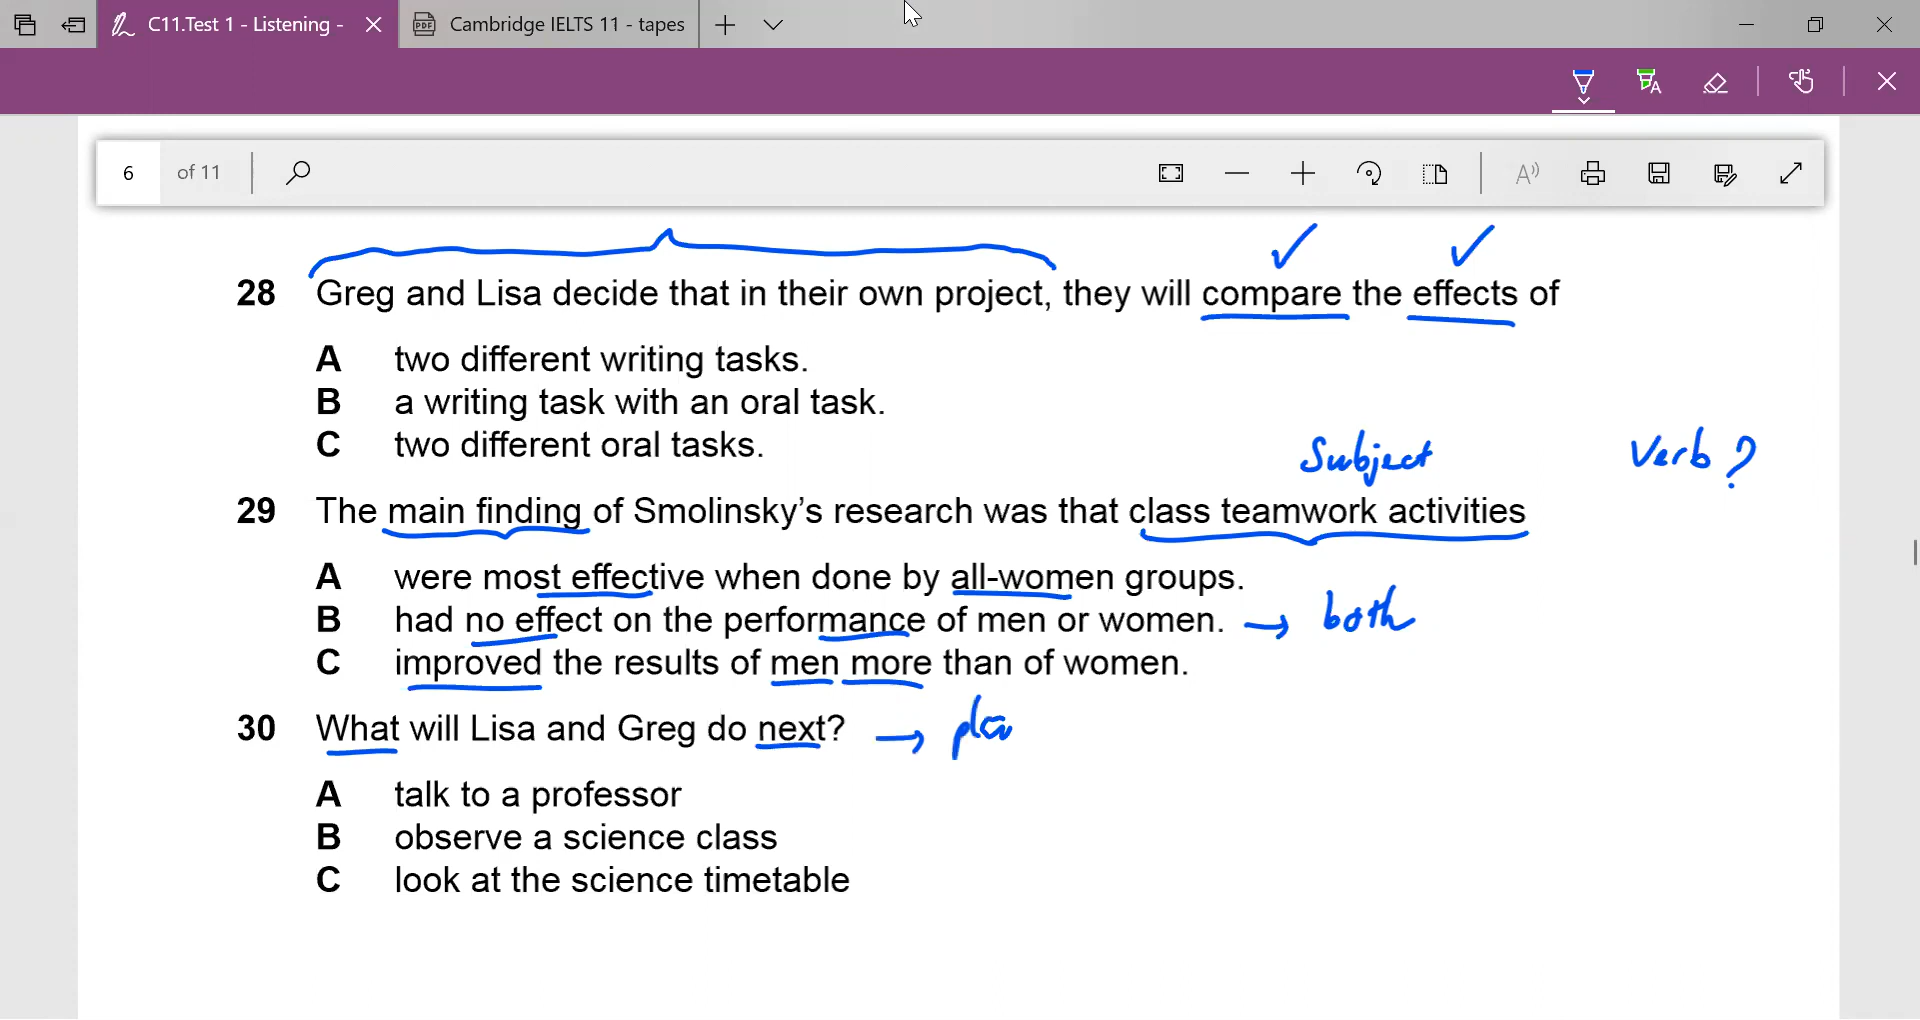 C11.Test 1 - Listening -
Cambridge IELTS 11 - tapes
6 of 11
28 Greg and Lisa decide that in their own project, they will compare the effects of
A two different writing tasks.
B a writing task with an oral task.
C two different oral tasks.
Subject Verb ?
29 The main finding of Smolinsky's research was that class teamwork activities
A were most effective when done by all-women groups.
B had no effect on the performance of men or women. → both
C improved the results of men more than of women.
30 What will Lisa and Greg do next? →
A talk to a professor
B observe a science class
C look at the science timetable